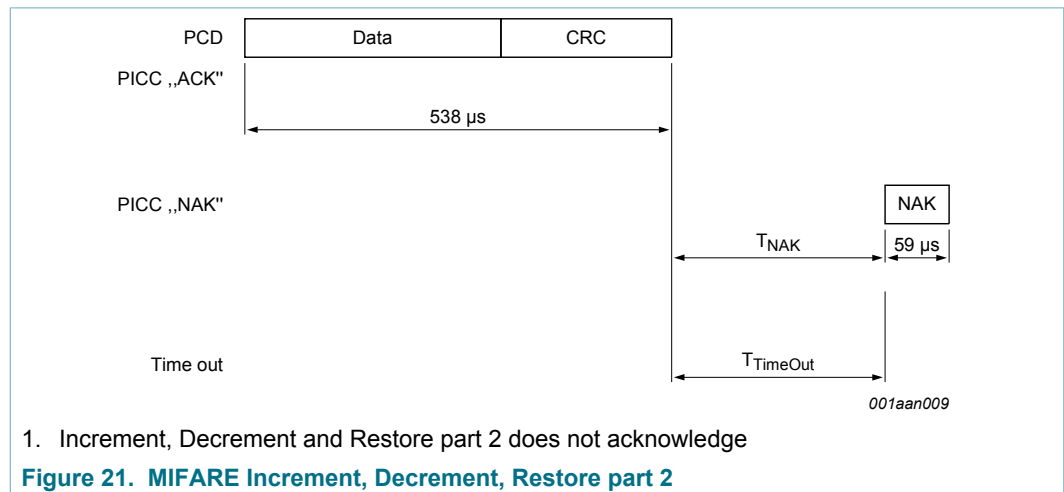 PCD Data CRC
PICC ,,ACK''
538 µs
PICC ,,NAK'' NAK
TNAK 59 µs
Time out TTimeOut
001aan009
1. Increment, Decrement and Restore part 2 does not acknowledge
Figure 21. MIFARE Increment, Decrement, Restore part 2